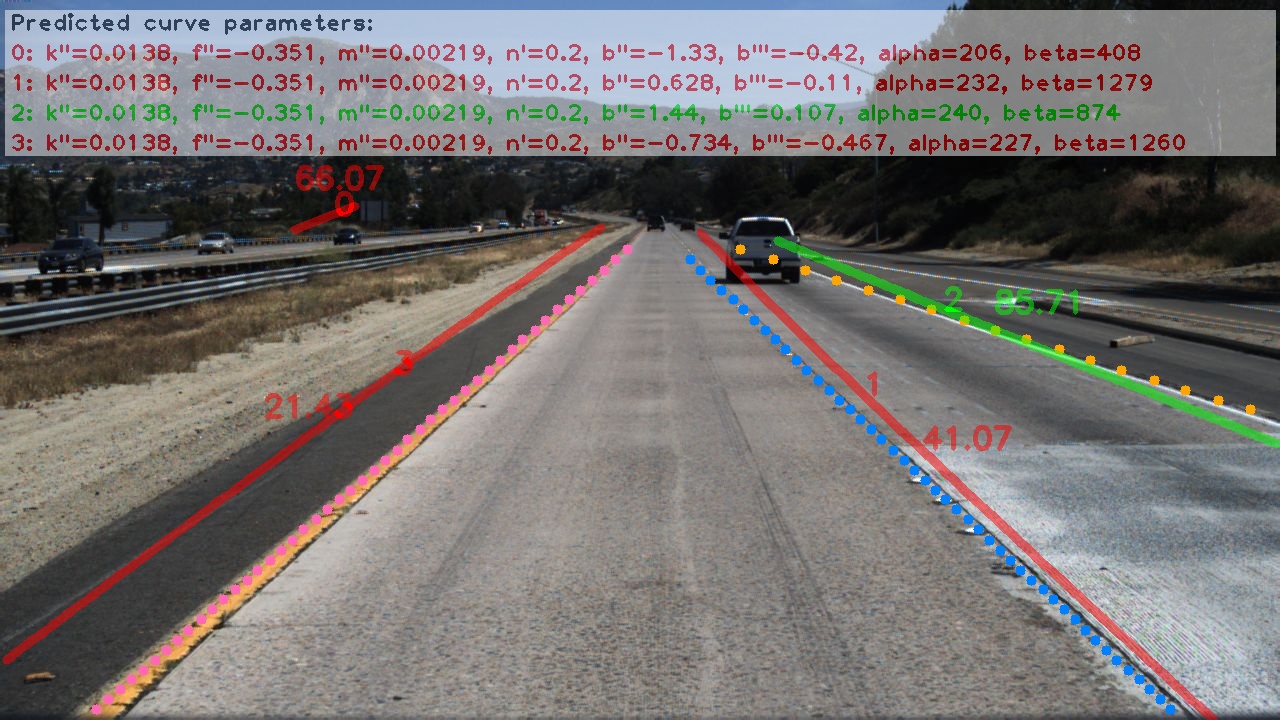 Predicted curve parameters:
0: k''=0.0138, f''=-0.351, m''=0.00219, n'=0.2, b''=-1.33, b'''=-0.42, alpha=206, beta=408
1: k''=0.0138, f''=-0.351, m''=0.00219, n'=0.2, b''=0.628, b'''=-0.11, alpha=232, beta=1279
2: k''=0.0138, f''=-0.351, m''=0.00219, n'=0.2, b''=1.44, b'''=0.107, alpha=240, beta=874
3: k''=0.0138, f''=-0.351, m''=0.00219, n'=0.2, b''=-0.734, b'''=-0.467, alpha=227, beta=1260
66.07
0
2 85.71
3
1
21.43
41.07